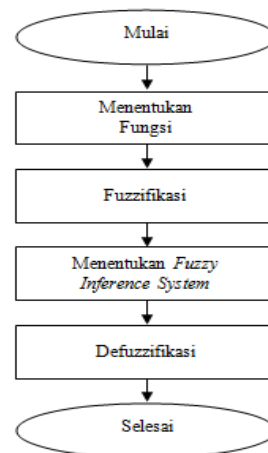 Mulai
Menentukan
Fungsi
Fuzzifikasi
Menentukan Fuzzy
Inference System
Defuzzifikasi
Selesai